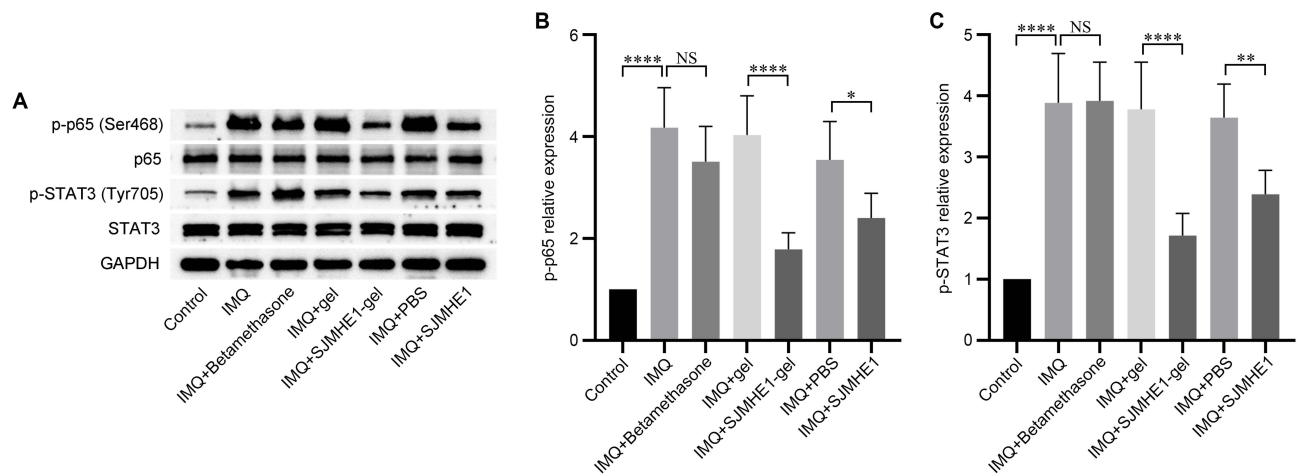 A
p-p65 (Ser468)
p65
p-STAT3 (Tyr705)
STAT3
GAPDH
Control
IMQ
IMQ+Betamethasone
IMQ+gel
IMQ+SJMHE1-gel
IMQ+PBS
IMQ+SJMHE1
B
p-p65 relative expression
6
4
2
0
****
NS
****
*
Control
IMQ
IMQ+Betamethasone
IMQ+gel
IMQ+SJMHE1-gel
IMQ+PBS
IMQ+SJMHE1
C
p-STAT3 relative expression
5
4
3
2
1
0
****
NS
****
**
Control
IMQ
IMQ+Betamethasone
IMQ+gel
IMQ+SJMHE1-gel
IMQ+PBS
IMQ+SJMHE1